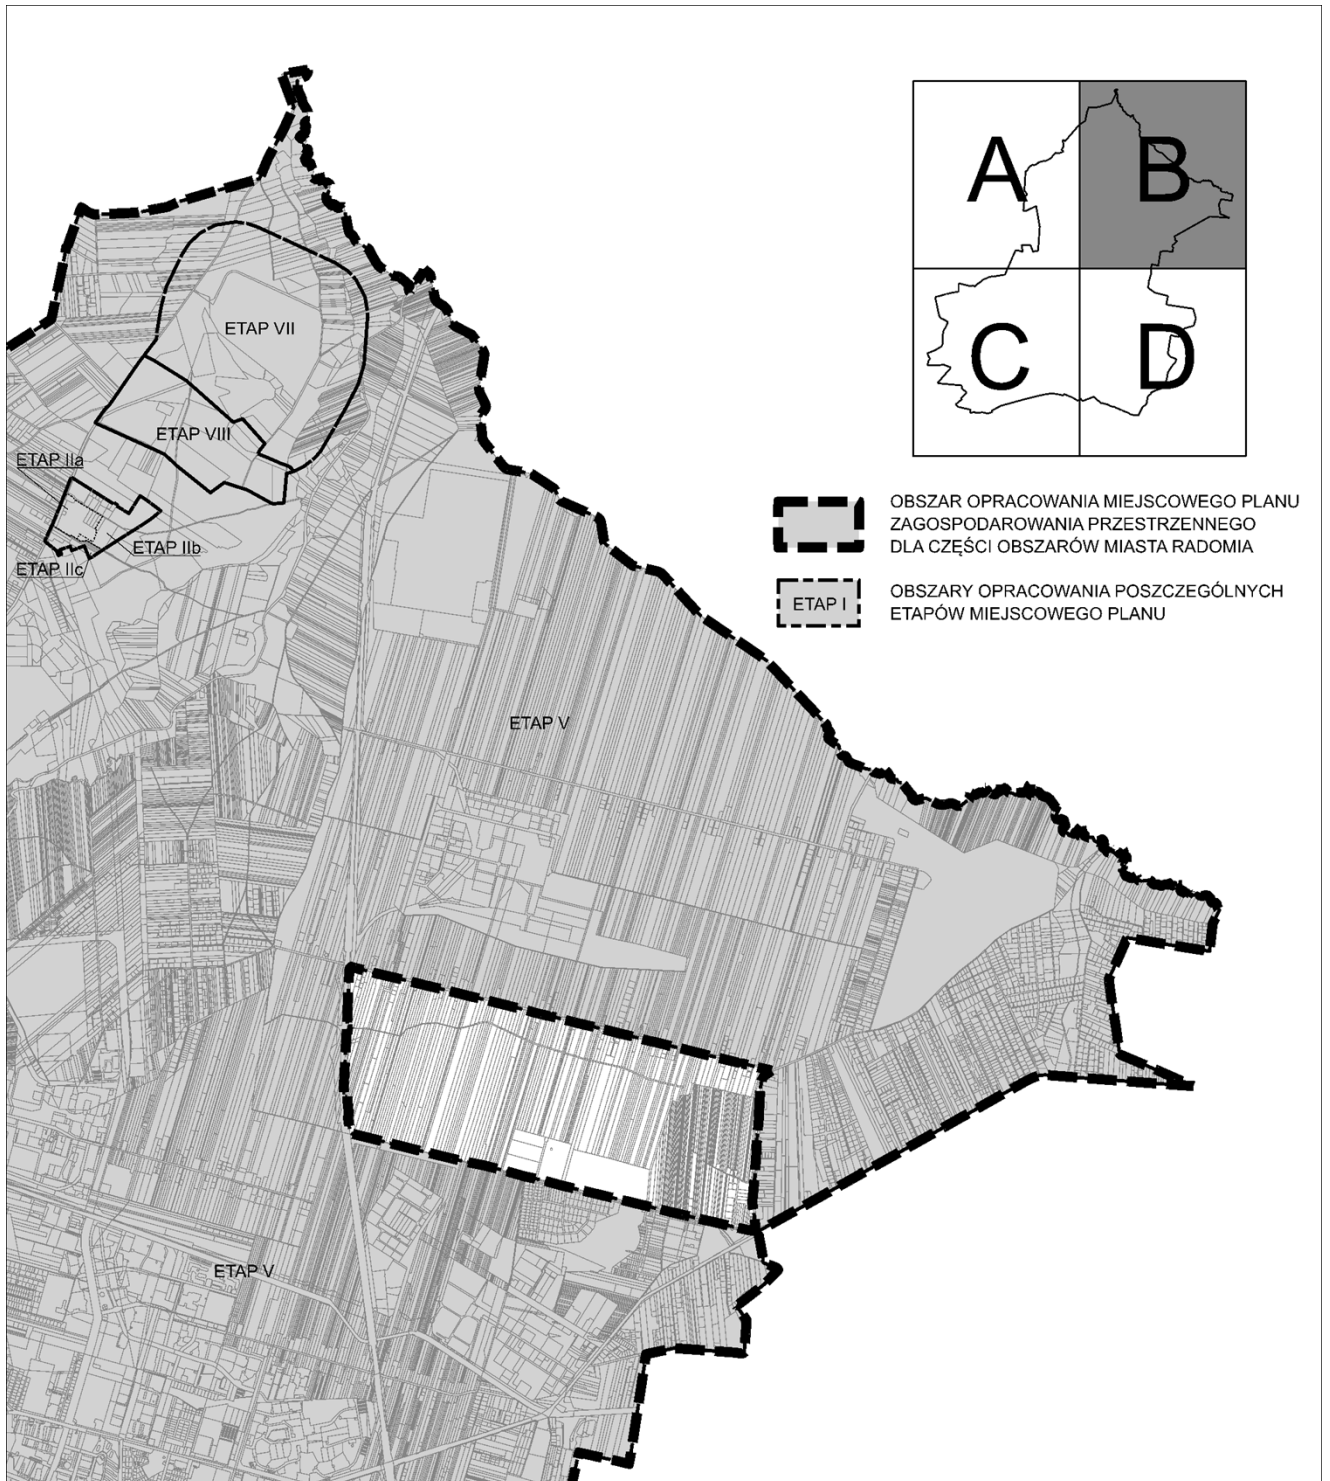 A
B
C
D
ETAP VII
ETAP VIII
ETAP IIa
ETAP IIb
ETAP IIc
OBSZAR OPRACOWANIA MIEJSCOWEGO PLANU
ZAGOSPODAROWANIA PRZESTRZENNEGO
DLA CZĘŚCI OBSZARÓW MIASTA RADOMIA
ETAP I
OBSZARY OPRACOWANIA POSZCZEGÓLNYCH
ETAPÓW MIEJSCOWEGO PLANU
ETAP V
ETAP V